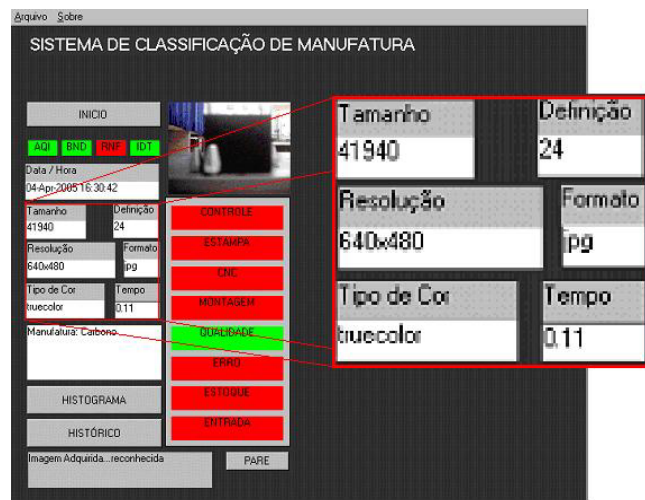 Arquivo Sobre
SISTEMA DE CLASSIFICAÇÃO DE MANUFATURA
INICIO
AQI BND RNF IDT
Data / Hora
04-Apr-2005 16:30:42
Tamanho Definição
41940 24
Resolução Formato
640x480 jpg
Tipo de Cor Tempo
truecolor 0.11
Manufatura: Carbono
HISTOGRAMA
HISTÓRICO
Imagem Adquirida...reconhecida
CONTROLE
ESTAMPA
CNC
MONTAGEM
QUALIDADE
ERRO
ESTOQUE
ENTRADA
PARE
Tamanho Definição
41940 24
Resolução Formato
640x480 jpg
Tipo de Cor Tempo
truecolor 0.11